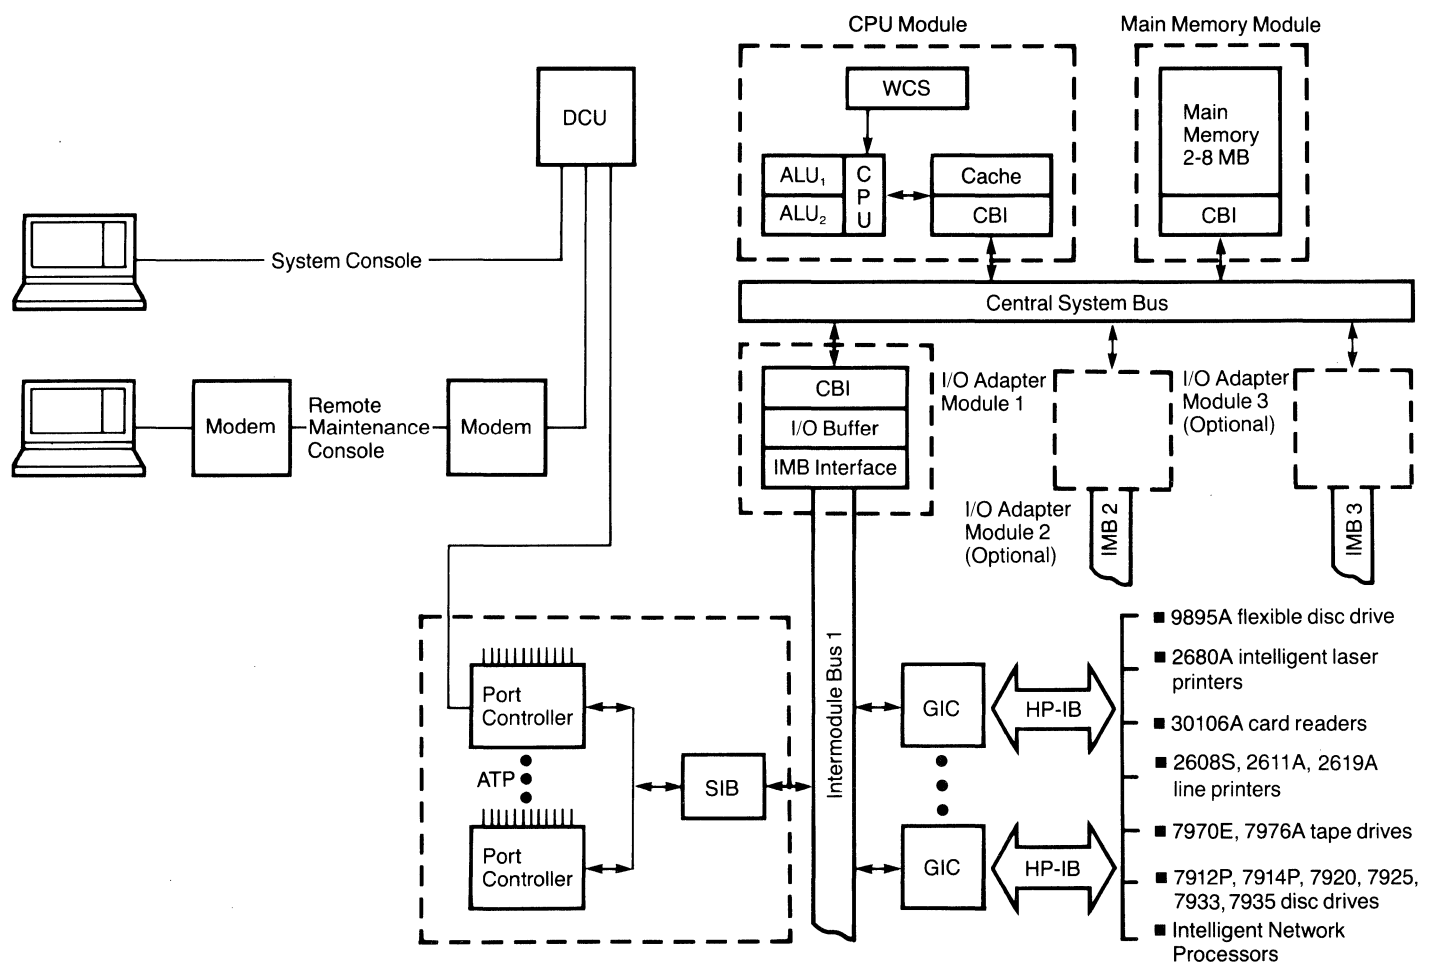 CPU Module
Main Memory Module
DCU
WCS
ALU₁
ALU₂
C
P
U
Cache
CBI
Main
Memory
2-8 MB
CBI
System Console
Central System Bus
Modem
Remote
Maintenance
Console
Modem
CBI
I/O Buffer
IMB Interface
I/O Adapter
Module 1
I/O Adapter
Module 2
(Optional)
IMB 2
I/O Adapter
Module 3
(Optional)
IMB 3
Port
Controller
ATP
Port
Controller
SIB
Intermodule Bus 1
GIC
HP-IB
GIC
HP-IB
■ 9895A flexible disc drive
■ 2680A intelligent laser
printers
■ 30106A card readers
■ 2608S, 2611A, 2619A
line printers
■ 7970E, 7976A tape drives
■ 7912P, 7914P, 7920, 7925,
7933, 7935 disc drives
■ Intelligent Network
Processors